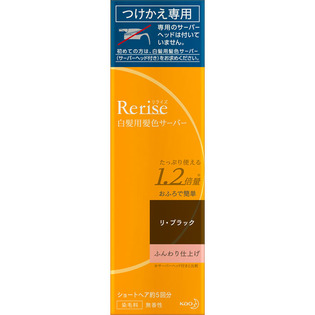 つけかえ専用
専用のサーバー
ヘッドは付いて
いません。
初めての方は、白髪用髪色サーバー
(サーバーヘッド付き)をお求めください。
リライズ
Rerise
白髪用髪色サーバー
たっぷり使える
1.2倍量※
おふろで簡単
リ・ブラック
ふんわり仕上げ
ショートヘア約5回分
染毛料 無香性
Kao